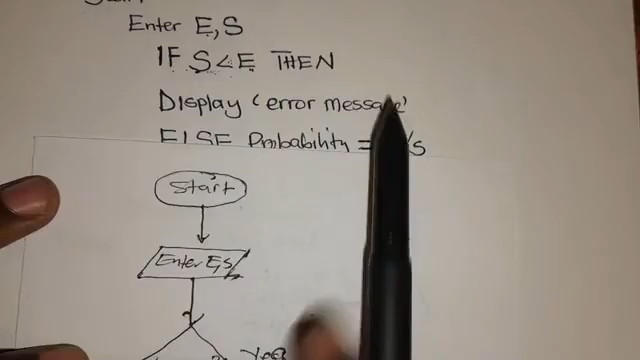 Enter E,S
IF S<E THEN
Display 'error message'
ELSE Probability = /s
Start
Enter E,S
Yes